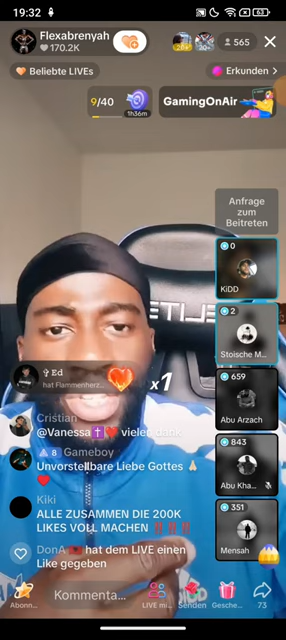 19:32
63
Flexabrenyah
170.2K
20+
565
Beliebte LIVEs
Erkunden >
9/40
1h36m
GamingOnAir
Anfrage
zum
Beitreten
0
KiDD
2
Stoische M...
659
Abu Arzach
843
Abu Kha...
351
Mensah
Ed
hat Flammenherz...
x1
Cristian
@Vanessa✝️❤️ vielen dank
8 Gameboy
Unvorstellbare Liebe Gottes 🙏🏼
❤️
Kiki
ALLE ZUSAMMEN DIE 200K
LIKES VOLL MACHEN ‼️‼️‼️
DonA 🇦🇱 hat dem LIVE einen
Like gegeben
Abonn...
Kommenta...
LIVE mi...
Senden
Gesche...
73